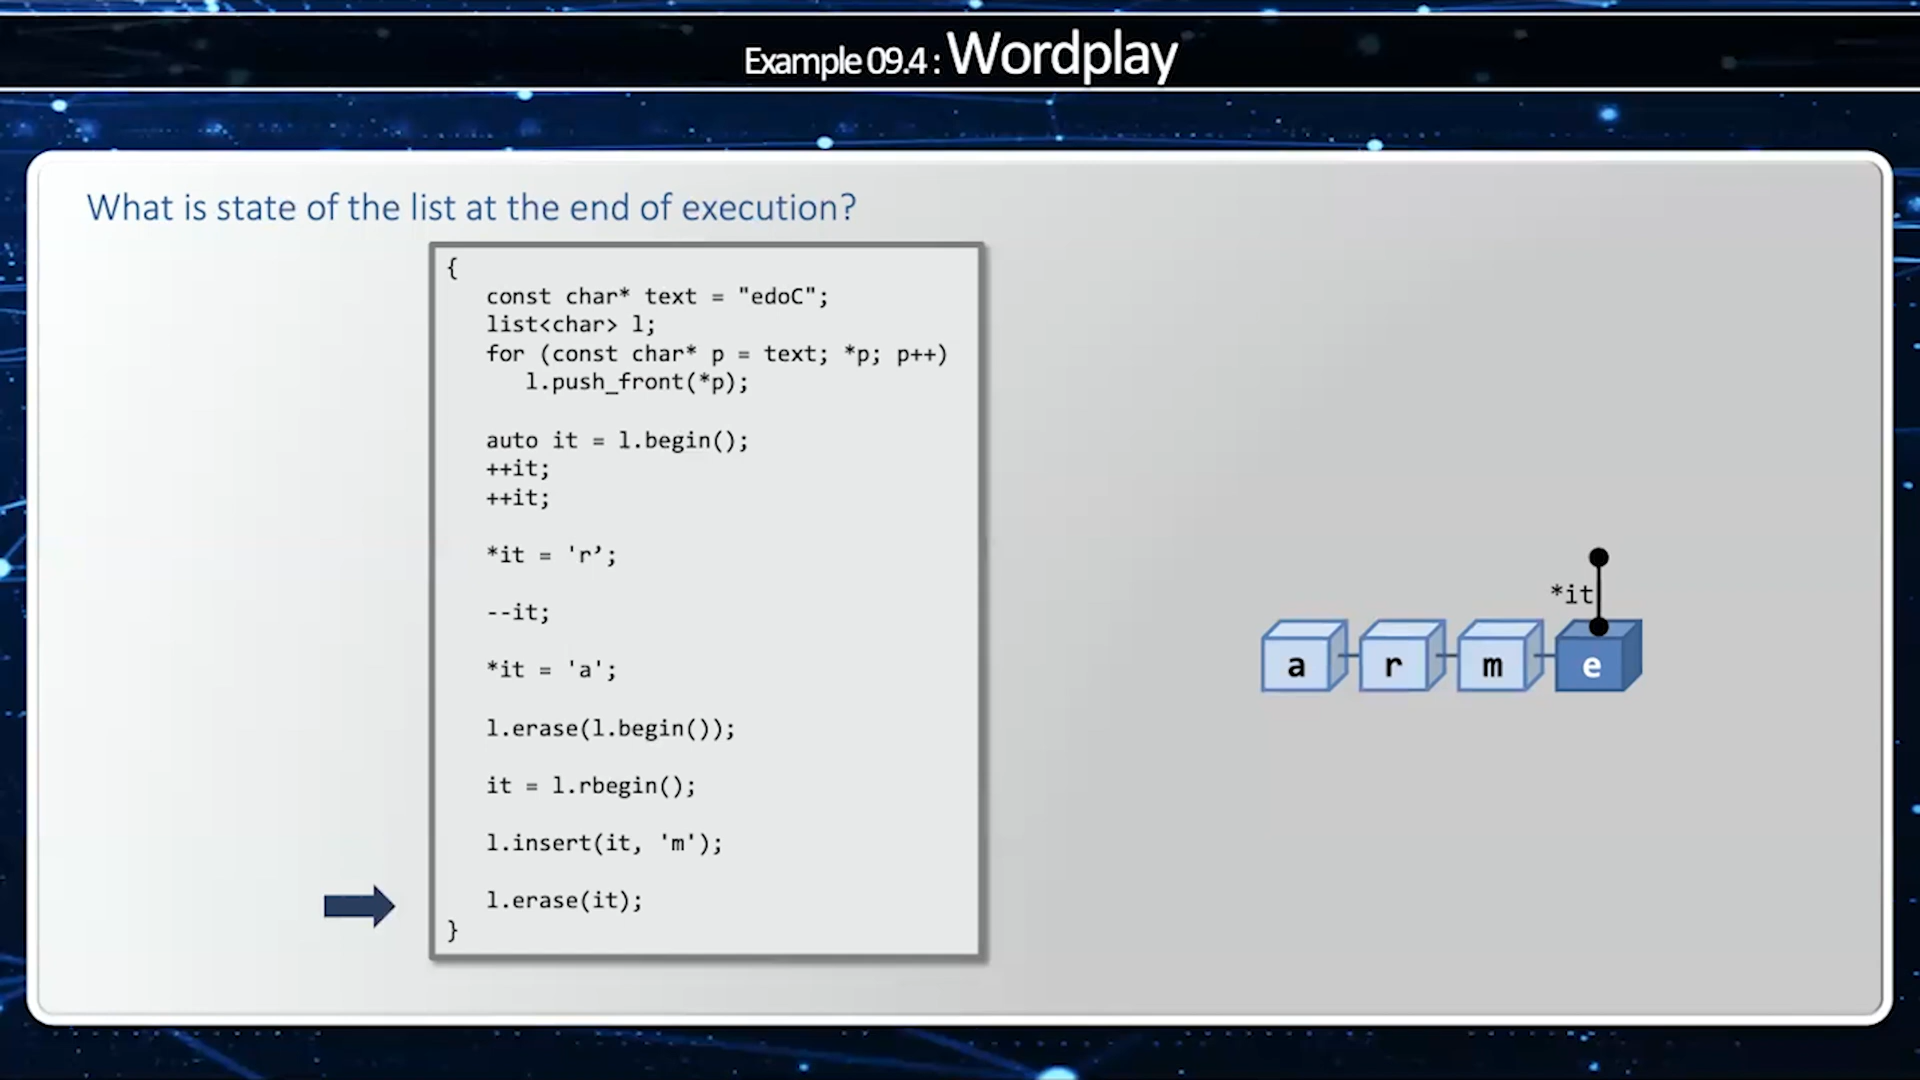 Example 09.4 : Wordplay
What is state of the list at the end of execution?
{
const char* text = "edoC";
list<char> l;
for (const char* p = text; *p; p++)
l.push_front(*p);
auto it = l.begin();
++it;
++it;
*it = 'r’;
--it;
*it = 'a';
l.erase(l.begin());
it = l.rbegin();
l.insert(it, 'm');
l.erase(it);
}
*it
a r m e